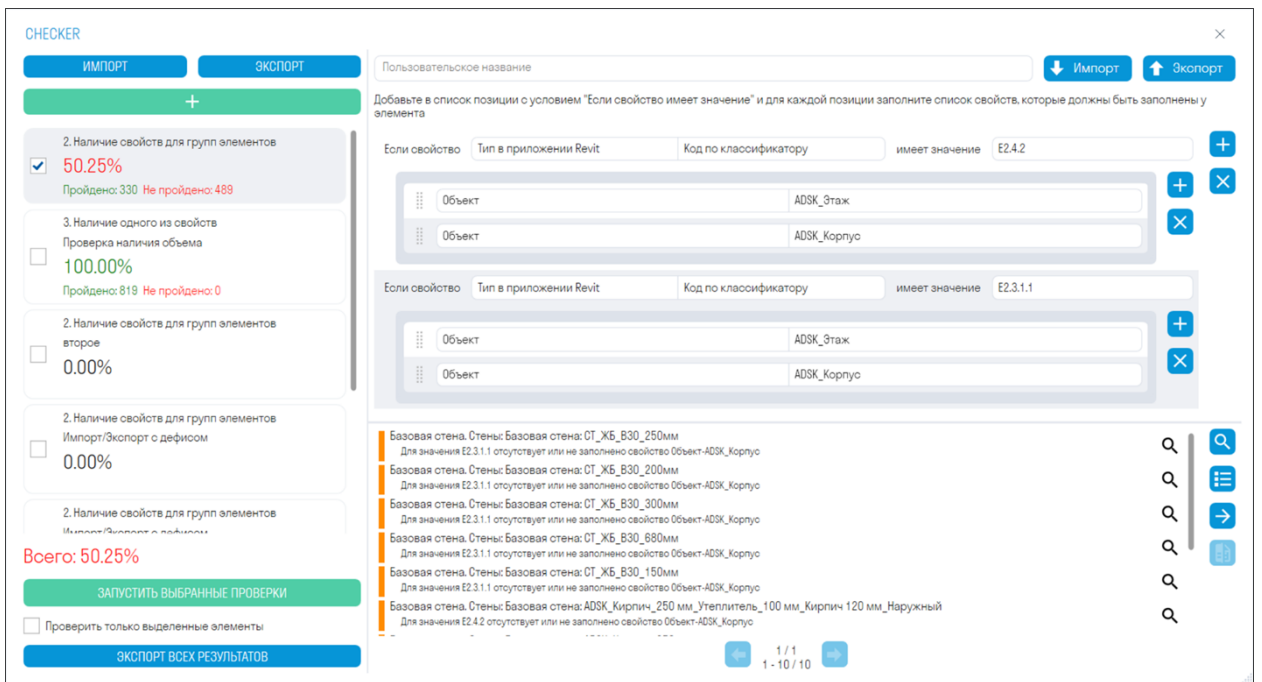 CHECKER
ИМПОРТ
ЭКСПОРТ
2. Наличие свойств для групп элементов
50.25%
Пройдено: 330 Не пройдено: 489
3. Наличие одного из свойств
Проверка наличия объема
100.00%
Пройдено: 819 Не пройдено: 0
2. Наличие свойств для групп элементов
второе
0.00%
2. Наличие свойств для групп элементов
Импорт/Экспорт с дефисом
0.00%
2. Наличие свойств для групп элементов
Импорт/Экспорт с дефисом
Всего: 50.25%
ЗАПУСТИТЬ ВЫБРАННЫЕ ПРОВЕРКИ
Проверить только выделенные элементы
ЭКСПОРТ ВСЕХ РЕЗУЛЬТАТОВ
Пользовательское название
Импорт
Экспорт
Добавьте в список позиции с условием "Если свойство имеет значение" и для каждой позиции заполните список свойств, которые должны быть заполнены у
элемента
Если свойство Тип в приложении Revit Код по классификатору имеет значение E2.4.2
Объект ADSK_Этаж
Объект ADSK_Корпус
Если свойство Тип в приложении Revit Код по классификатору имеет значение E2.3.1.1
Объект ADSK_Этаж
Объект ADSK_Корпус
Базовая стена. Стены: Базовая стена: СТ_ЖБ_В30_250мм
Для значения E2.3.1.1 отсутствует или не заполнено свойство Объект-ADSK_Корпус
Базовая стена. Стены: Базовая стена: СТ_ЖБ_В30_200мм
Для значения E2.3.1.1 отсутствует или не заполнено свойство Объект-ADSK_Корпус
Базовая стена. Стены: Базовая стена: СТ_ЖБ_В30_300мм
Для значения E2.3.1.1 отсутствует или не заполнено свойство Объект-ADSK_Корпус
Базовая стена. Стены: Базовая стена: СТ_ЖБ_В30_680мм
Для значения E2.3.1.1 отсутствует или не заполнено свойство Объект-ADSK_Корпус
Базовая стена. Стены: Базовая стена: СТ_ЖБ_В30_150мм
Для значения E2.3.1.1 отсутствует или не заполнено свойство Объект-ADSK_Корпус
Базовая стена. Стены: Базовая стена: ADSK_Кирпич_250 мм_Утеплитель_100 мм_Кирпич 120 мм_Наружный
Для значения E2.4.2 отсутствует или не заполнено свойство Объект-ADSK_Корпус
1 / 1
1 - 10 / 10